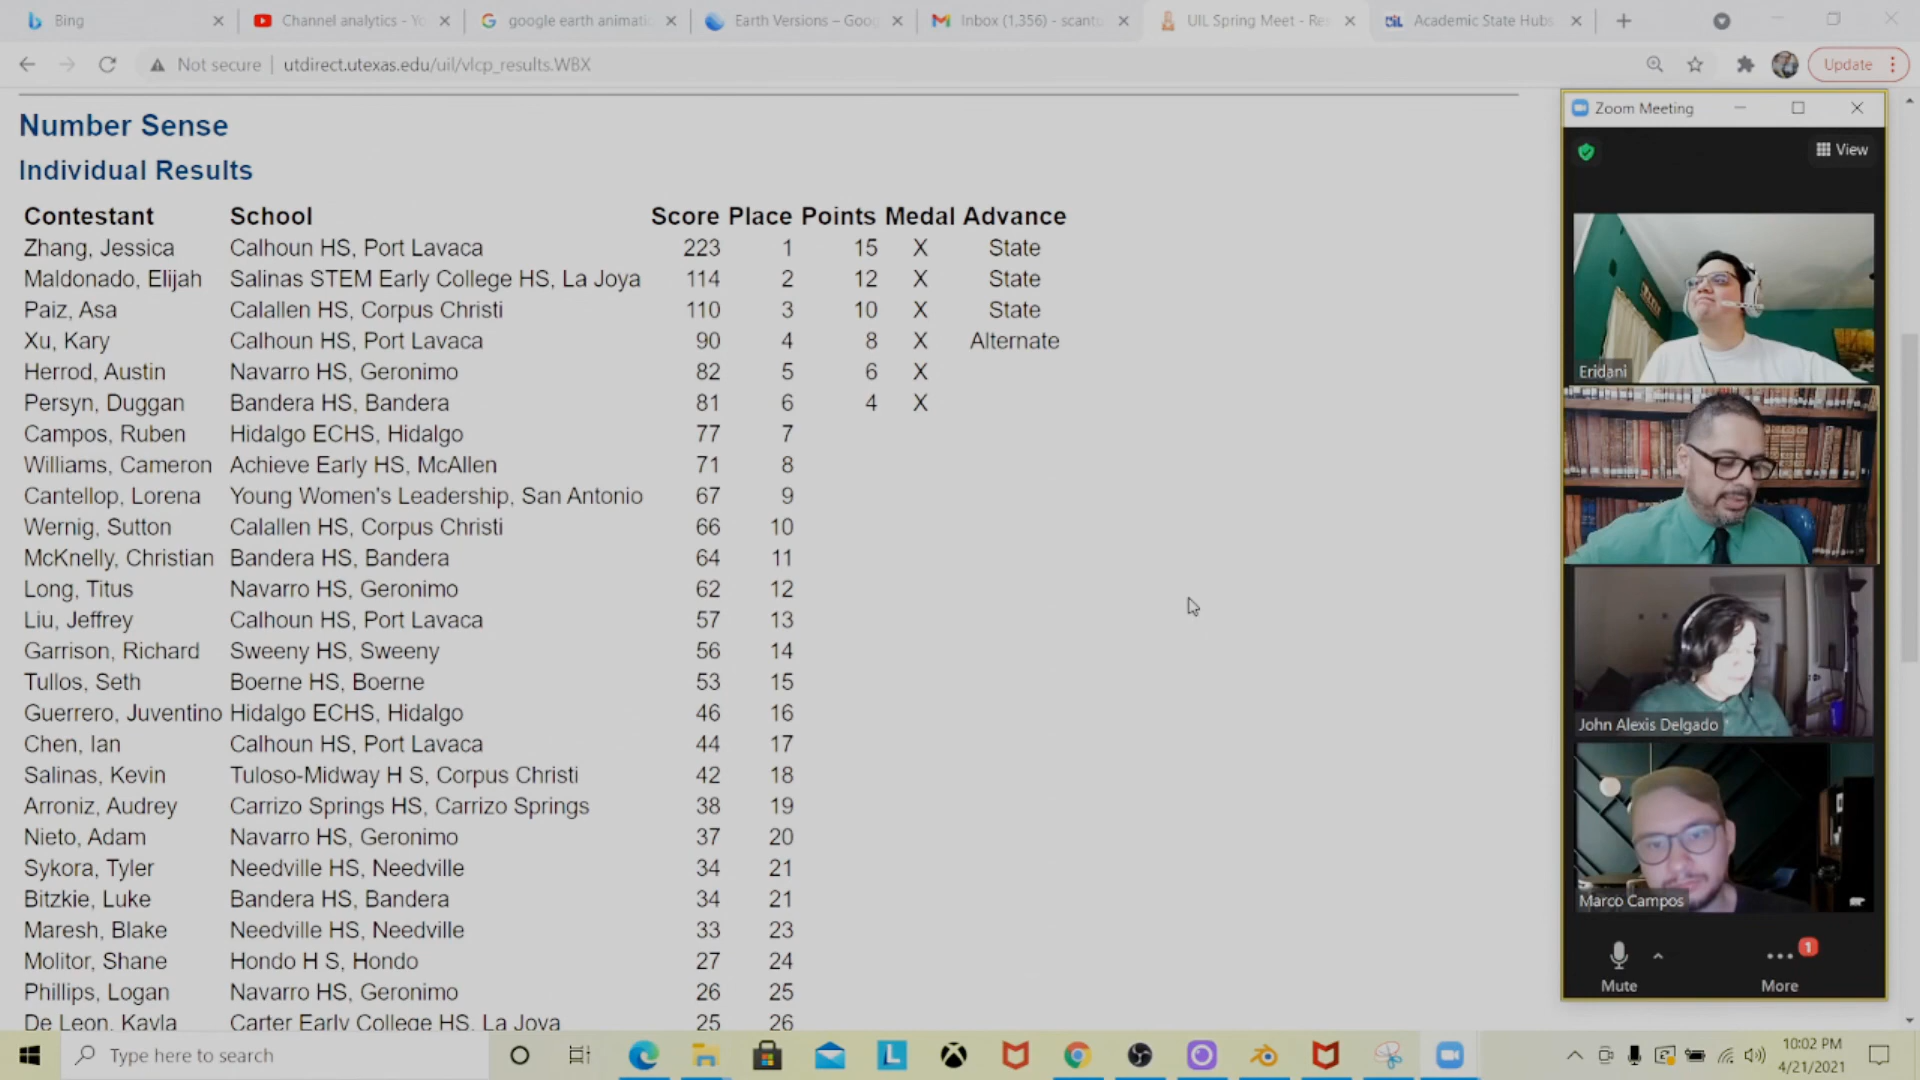 Bing
Channel analytics - Yo
google earth animati
Earth Versions – Goog
Inbox (1,356) - scant
UIL Spring Meet - Res
Academic State Hubs
Not secure | utdirect.utexas.edu/uil/vlcp_results.WBX
Update
Number Sense
Individual Results
Contestant School Score Place Points Medal Advance
Zhang, Jessica Calhoun HS, Port Lavaca 223 1 15 X State
Maldonado, Elijah Salinas STEM Early College HS, La Joya 114 2 12 X State
Paiz, Asa Calallen HS, Corpus Christi 110 3 10 X State
Xu, Kary Calhoun HS, Port Lavaca 90 4 8 X Alternate
Herrod, Austin Navarro HS, Geronimo 82 5 6 X
Persyn, Duggan Bandera HS, Bandera 81 6 4 X
Campos, Ruben Hidalgo ECHS, Hidalgo 77 7
Williams, Cameron Achieve Early HS, McAllen 71 8
Cantellop, Lorena Young Women's Leadership, San Antonio 67 9
Wernig, Sutton Calallen HS, Corpus Christi 66 10
McKnelly, Christian Bandera HS, Bandera 64 11
Long, Titus Navarro HS, Geronimo 62 12
Liu, Jeffrey Calhoun HS, Port Lavaca 57 13
Garrison, Richard Sweeny HS, Sweeny 56 14
Tullos, Seth Boerne HS, Boerne 53 15
Guerrero, Juventino Hidalgo ECHS, Hidalgo 46 16
Chen, Ian Calhoun HS, Port Lavaca 44 17
Salinas, Kevin Tuloso-Midway H S, Corpus Christi 42 18
Arroniz, Audrey Carrizo Springs HS, Carrizo Springs 38 19
Nieto, Adam Navarro HS, Geronimo 37 20
Sykora, Tyler Needville HS, Needville 34 21
Bitzkie, Luke Bandera HS, Bandera 34 21
Maresh, Blake Needville HS, Needville 33 23
Molitor, Shane Hondo H S, Hondo 27 24
Phillips, Logan Navarro HS, Geronimo 26 25
De Leon, Kayla Carter Early College HS, La Joya 25 26
Zoom Meeting
View
Eridani
John Alexis Delgado
Marco Campos
1
Mute More
Type here to search
10:02 PM
4/21/2021